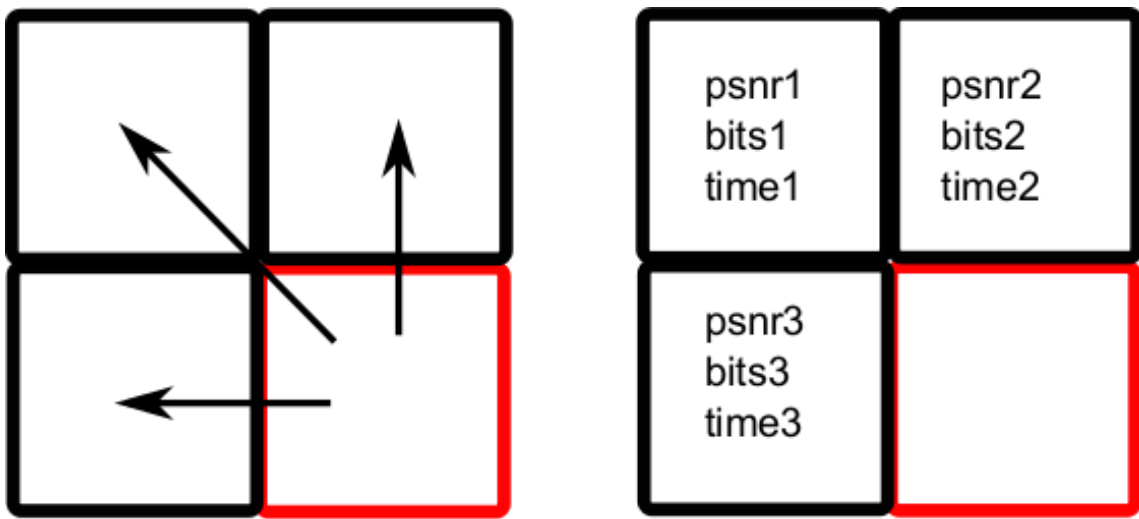 psnr1
bits1
time1
psnr2
bits2
time2
psnr3
bits3
time3